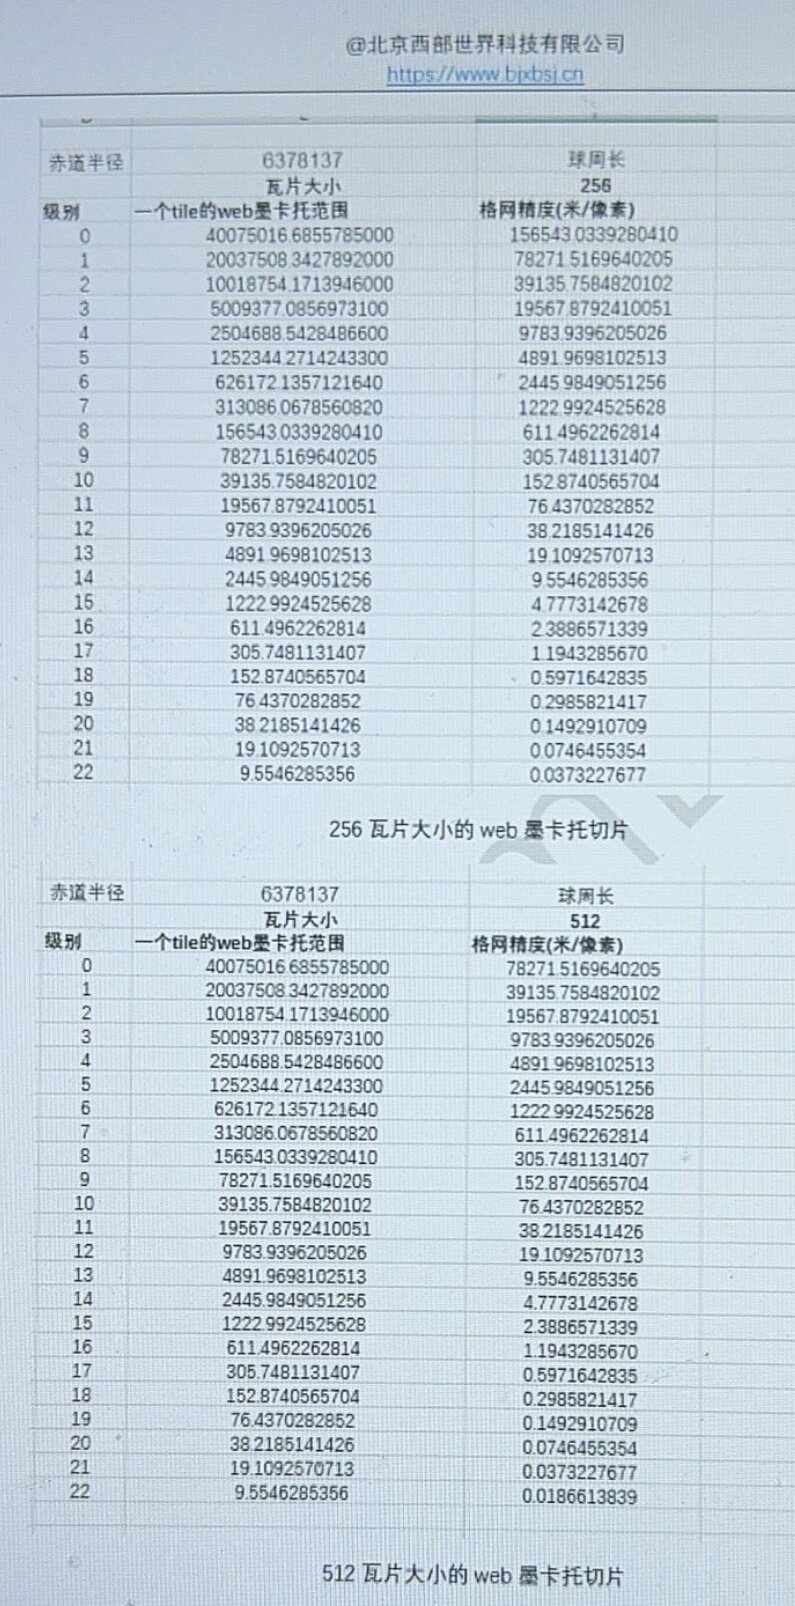 @北京西部世界科技有限公司
https://www.bjxbsj.cn
赤道半径 6378137 球周长
瓦片大小 256
级别 一个tile的web墨卡托范围 格网精度(米/像素)
0 40075016.6855785000 156543.0339280410
1 20037508.3427892000 78271.5169640205
2 10018754.1713946000 39135.7584820102
3 5009377.0856973100 19567.8792410051
4 2504688.5428486600 9783.9396205026
5 1252344.2714243300 4891.9698102513
6 626172.1357121640 2445.9849051256
7 313086.0678560820 1222.9924525628
8 156543.0339280410 611.4962262814
9 78271.5169640205 305.7481131407
10 39135.7584820102 152.8740565704
11 19567.8792410051 76.4370282852
12 9783.9396205026 38.2185141426
13 4891.9698102513 19.1092570713
14 2445.9849051256 9.5546285356
15 1222.9924525628 4.7773142678
16 611.4962262814 2.3886571339
17 305.7481131407 1.1943285670
18 152.8740565704 0.5971642835
19 76.4370282852 0.2985821417
20 38.2185141426 0.1492910709
21 19.1092570713 0.0746455354
22 9.5546285356 0.0373227677
256 瓦片大小的 web 墨卡托切片
赤道半径 6378137 球周长
瓦片大小 512
级别 一个tile的web墨卡托范围 格网精度(米/像素)
0 40075016.6855785000 78271.5169640205
1 20037508.3427892000 39135.7584820102
2 10018754.1713946000 19567.8792410051
3 5009377.0856973100 9783.9396205026
4 2504688.5428486600 4891.9698102513
5 1252344.2714243300 2445.9849051256
6 626172.1357121640 1222.9924525628
7 313086.0678560820 611.4962262814
8 156543.0339280410 305.7481131407
9 78271.5169640205 152.8740565704
10 39135.7584820102 76.4370282852
11 19567.8792410051 38.2185141426
12 9783.9396205026 19.1092570713
13 4891.9698102513 9.5546285356
14 2445.9849051256 4.7773142678
15 1222.9924525628 2.3886571339
16 611.4962262814 1.1943285670
17 305.7481131407 0.5971642835
18 152.8740565704 0.2985821417
19 76.4370282852 0.1492910709
20 38.2185141426 0.0746455354
21 19.1092570713 0.0373227677
22 9.5546285356 0.0186613839
512 瓦片大小的 web 墨卡托切片